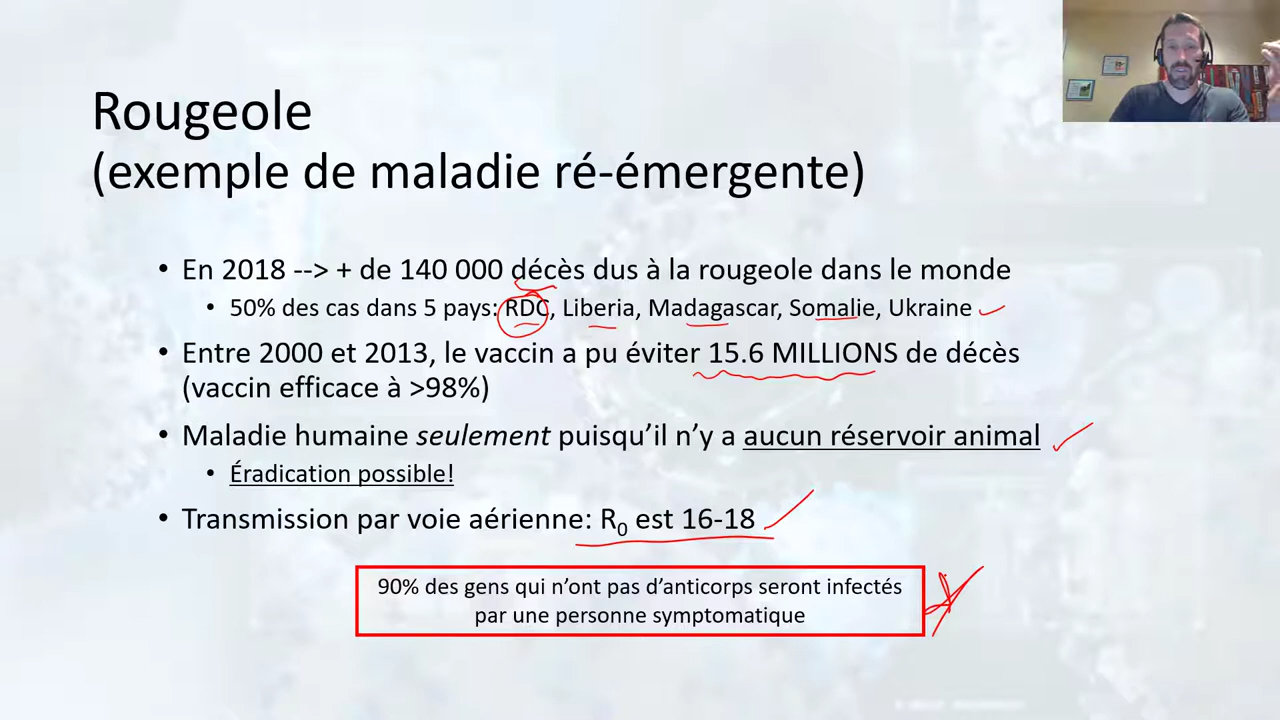 Rougeole
(exemple de maladie ré-émergente)
• En 2018 --> + de 140 000 décès dus à la rougeole dans le monde
• 50% des cas dans 5 pays: RDC, Liberia, Madagascar, Somalie, Ukraine
• Entre 2000 et 2013, le vaccin a pu éviter 15.6 MILLIONS de décès
(vaccin efficace à >98%)
• Maladie humaine seulement puisqu’il n’y a aucun réservoir animal
• Éradication possible!
• Transmission par voie aérienne: R0 est 16-18
90% des gens qui n’ont pas d’anticorps seront infectés
par une personne symptomatique